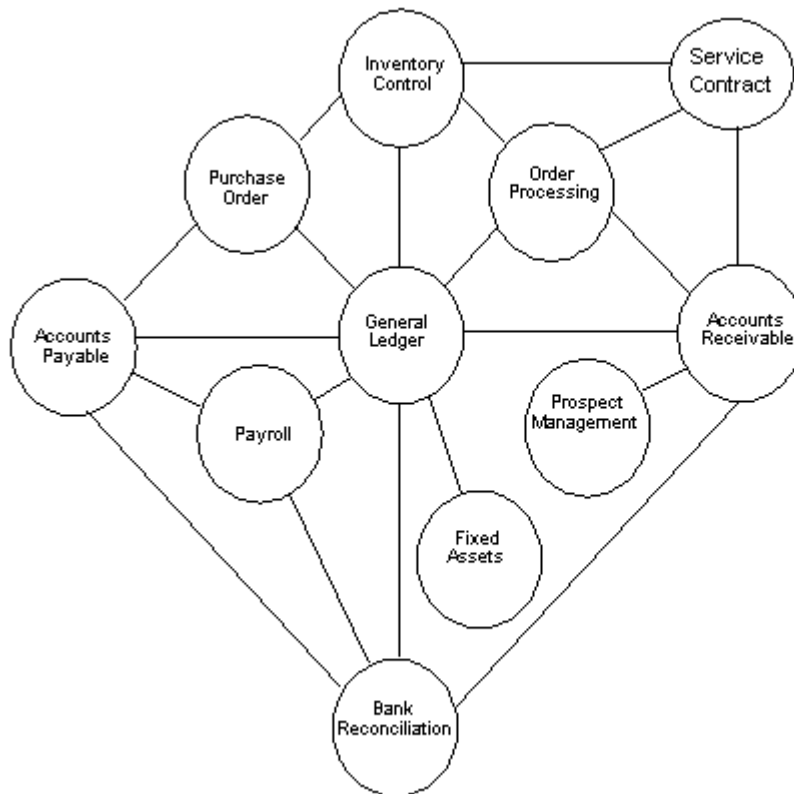 Inventory
Control
Service
Contract
Purchase
Order
Order
Processing
Accounts
Payable
General
Ledger
Accounts
Receivable
Payroll
Prospect
Management
Fixed
Assets
Bank
Reconciliation